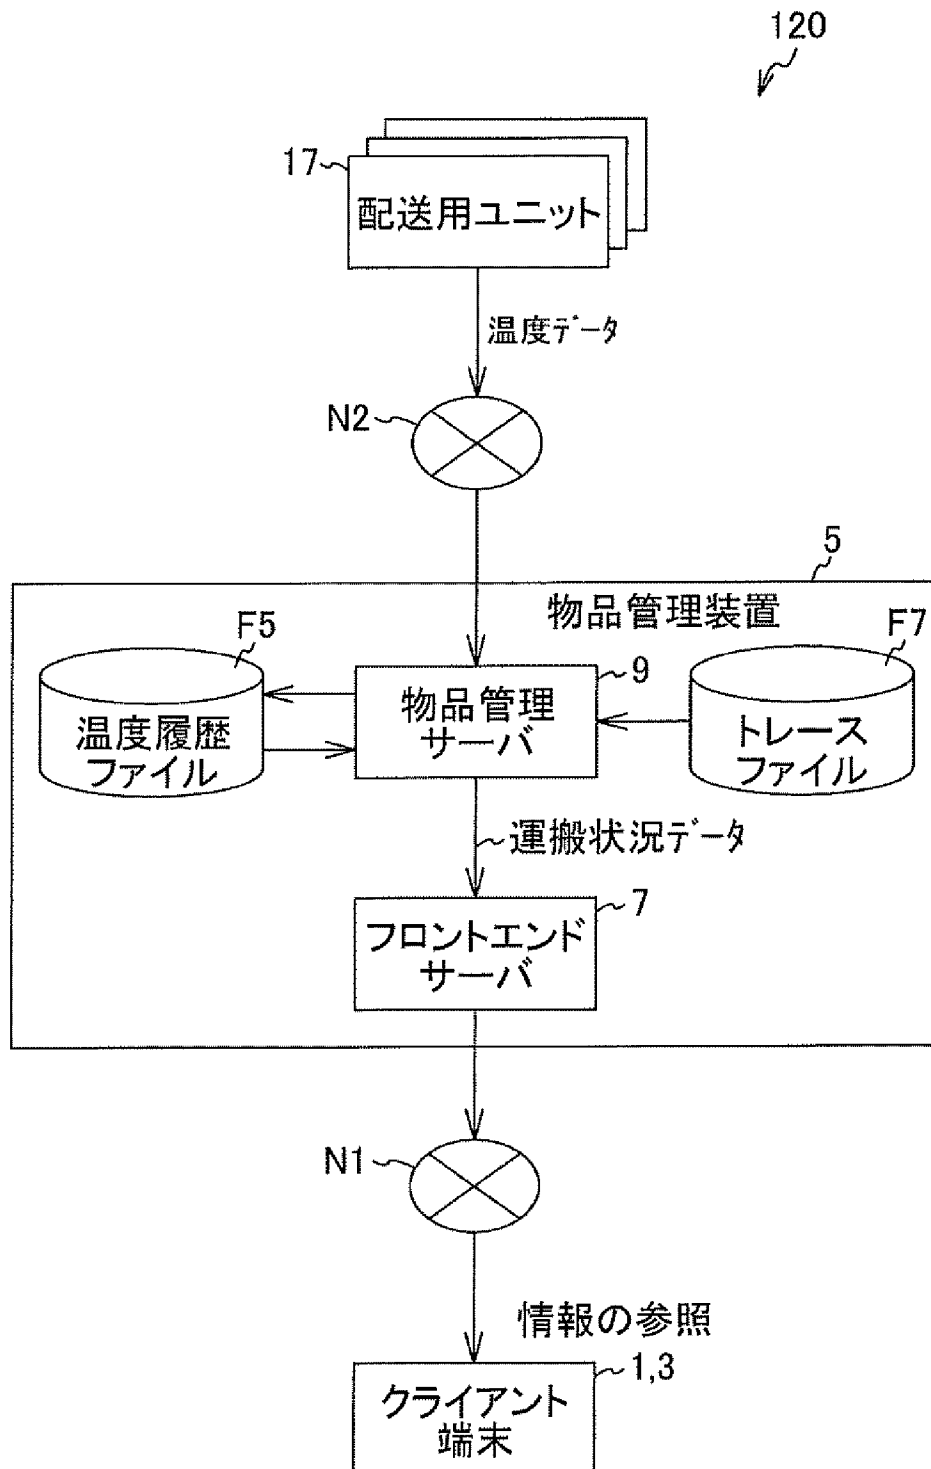 120
17
配送用ユニット
温度データ
N2
5
物品管理装置
F5
温度履歴
ファイル
9
物品管理
サーバ
F7
トレース
ファイル
運搬状況データ
7
フロントエンド
サーバ
N1
情報の参照
1,3
クライアント
端末